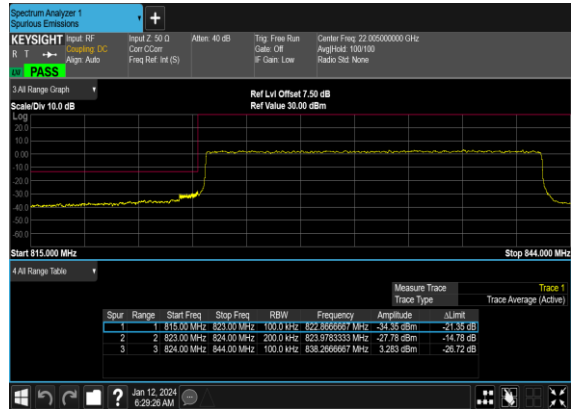 Spectrum Analyzer 1
Spurious Emissions
+
KEYSIGHT Input: RF Input Z: 50 Ω Atten: 40 dB Trig: Free Run Center Freq: 22.005000000 GHz
R T Coupling: DC Corr CCorr Gate: Off Avg|Hold: 100/100
Align: Auto Freq Ref: Int (S) IF Gain: Low Radio Std: None
PASS
3 All Range Graph
Ref Lvl Offset 7.50 dB
Scale/Div 10.0 dB Ref Value 30.00 dBm
Log
20.0
10.0
0.00
-10.0
-20.0
-30.0
-40.0
-50.0
-60.0
Start 815.000 MHz Stop 844.000 MHz
4 All Range Table
Measure Trace Trace 1
Trace Type Trace Average (Active)
Spur Range Start Freq Stop Freq RBW Frequency Amplitude ΔLimit
1 1 815.00 MHz 823.00 MHz 100.0 kHz 822.8666667 MHz -34.35 dBm -21.35 dB
2 2 823.00 MHz 824.00 MHz 200.0 kHz 823.9783333 MHz -27.78 dBm -14.78 dB
3 3 824.00 MHz 844.00 MHz 100.0 kHz 838.2666667 MHz 3.283 dBm -26.72 dB
? Jan 12, 2024
6:29:26 AM